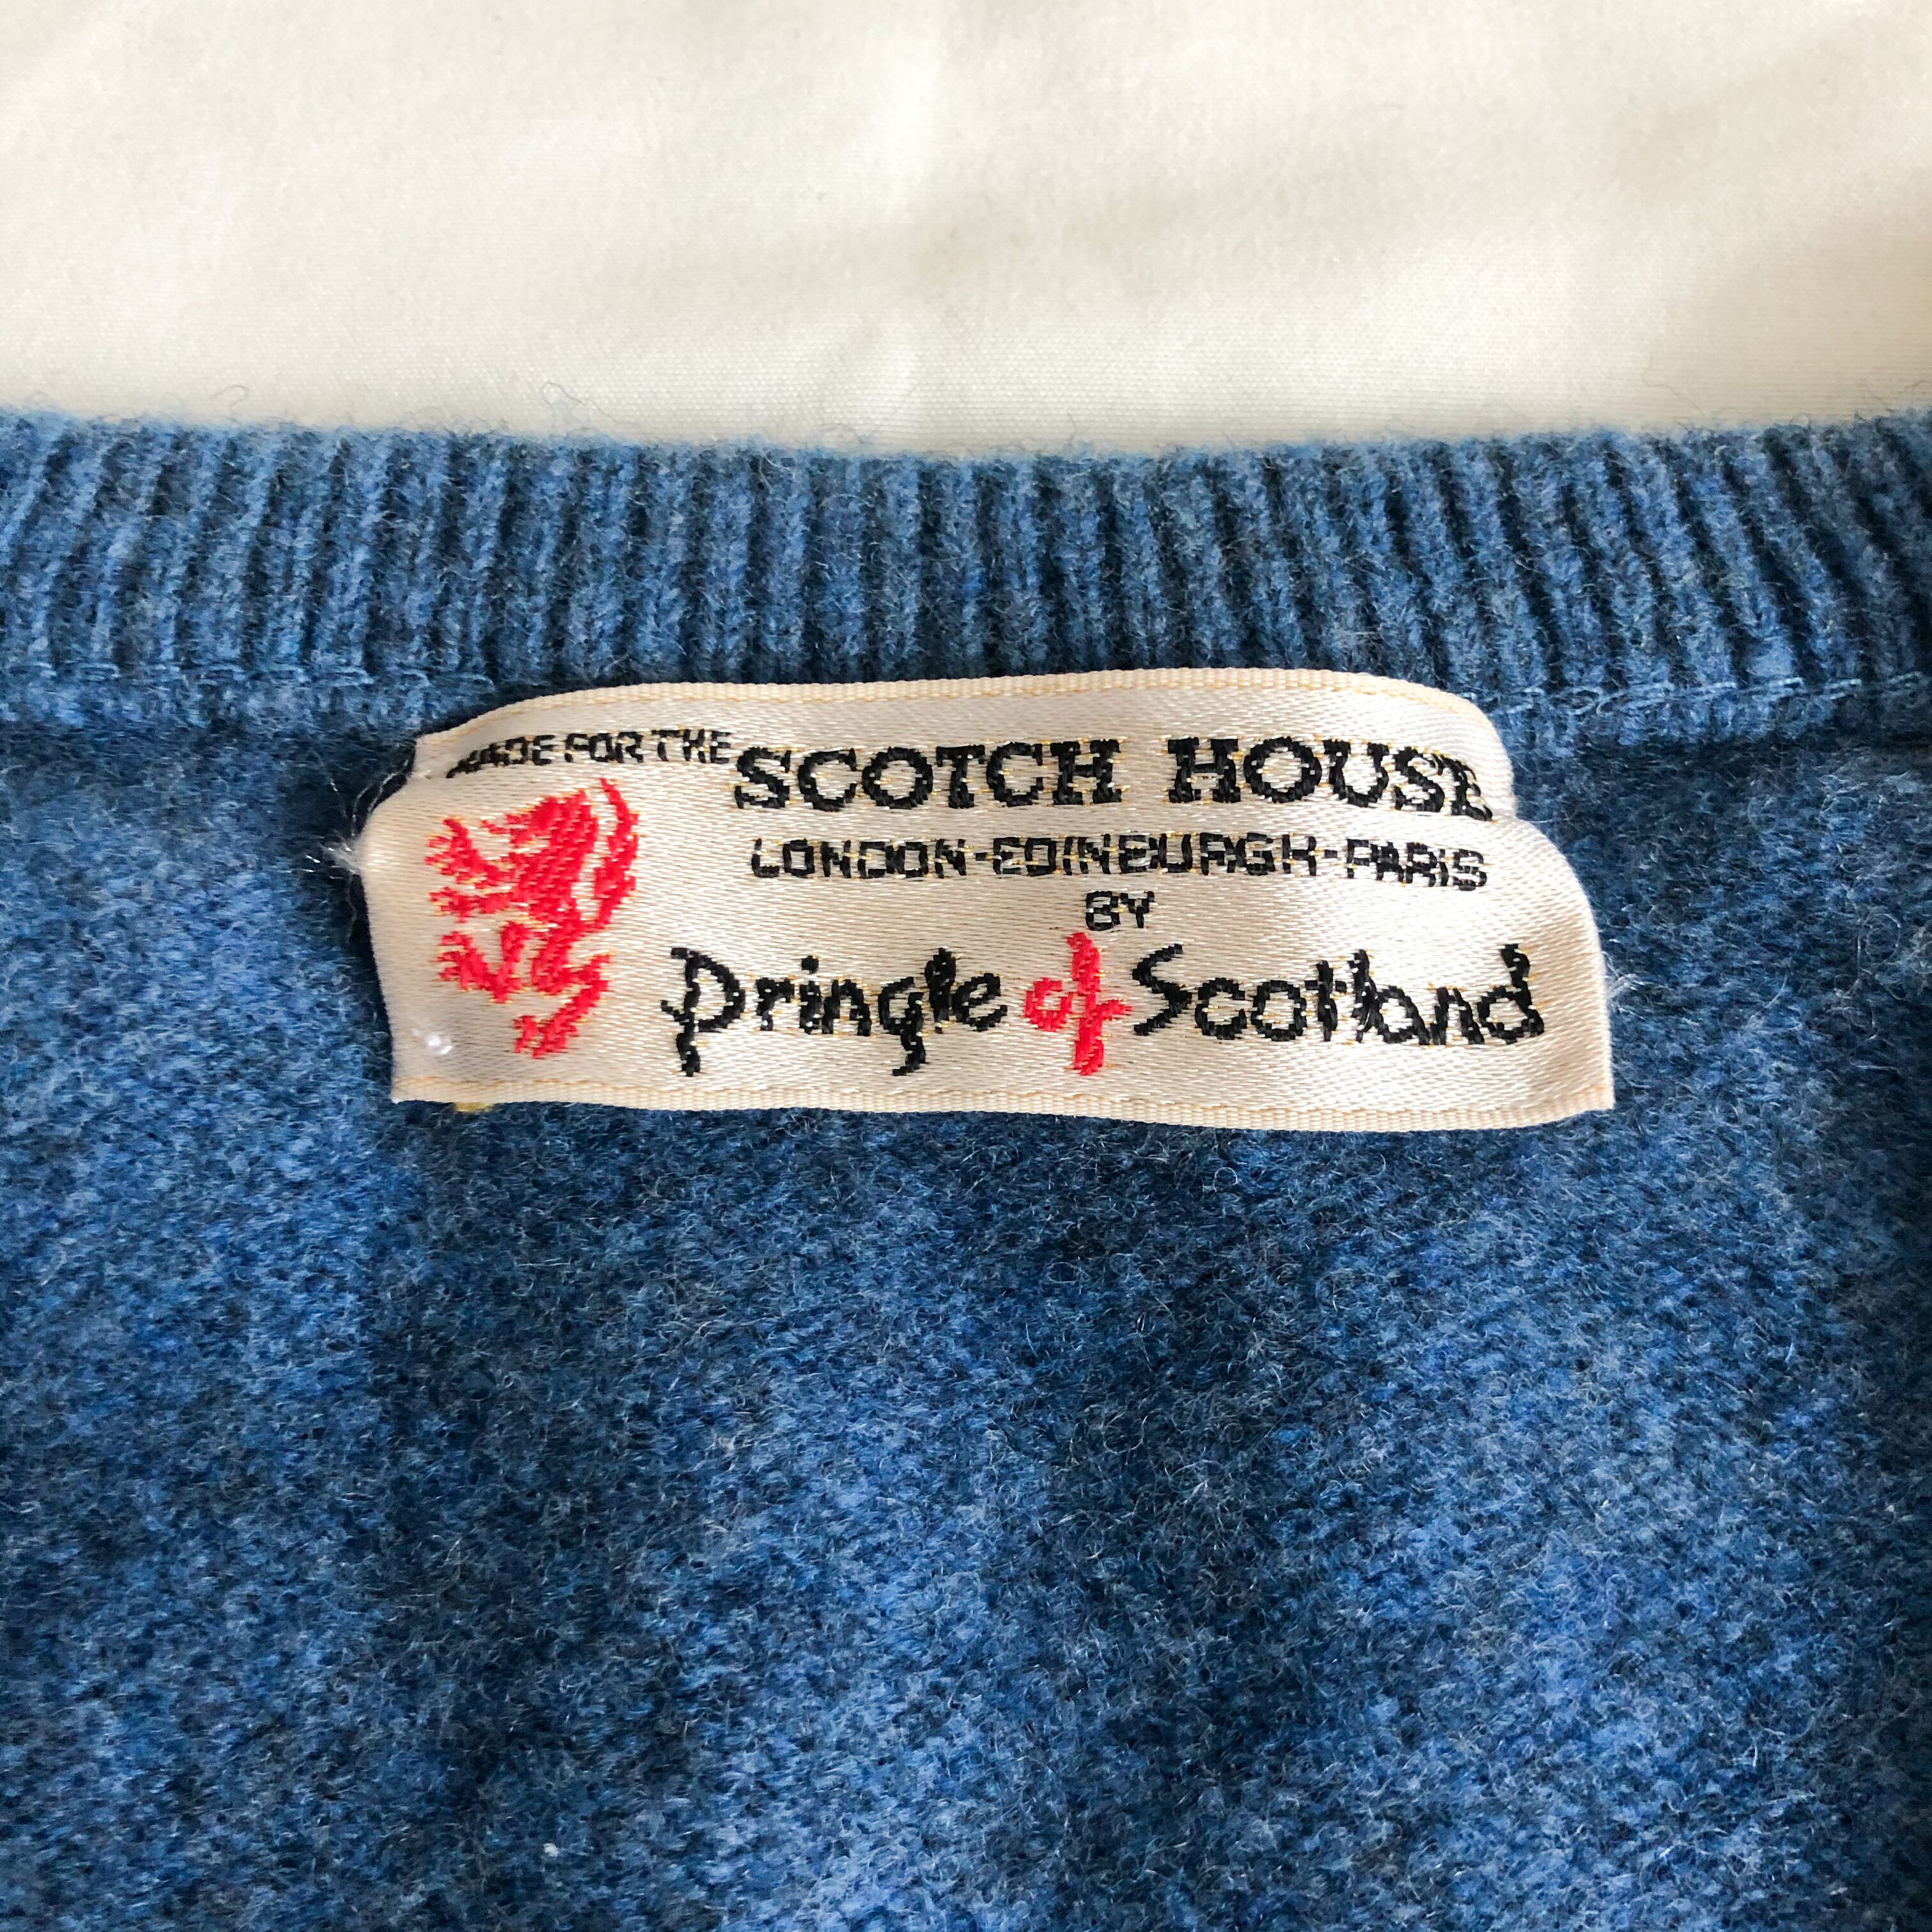 MADE FOR THE SCOTCH HOUSE
LONDON-EDINBURGH-PARIS
BY
Pringle of Scotland